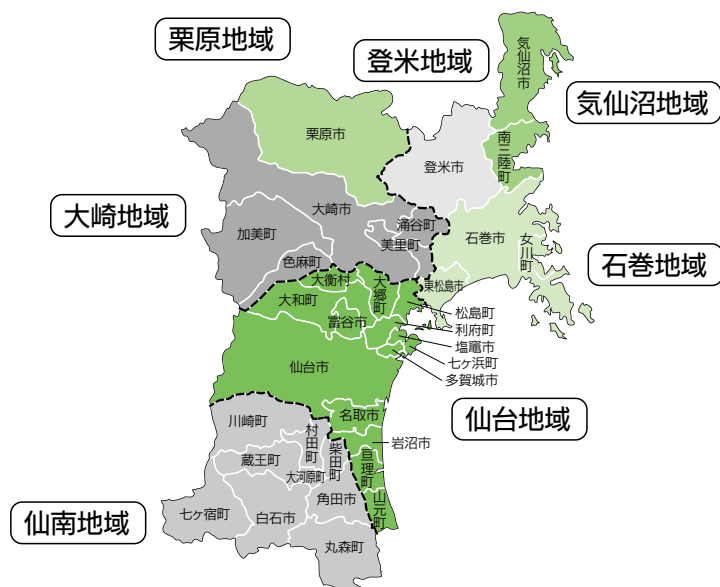 栗原地域
登米地域
気仙沼市
気仙沼地域
栗原市
登米市
南三陸町
大崎地域
大崎市
涌谷町
加美町
美里町
色麻町
石巻市
女川町
石巻地域
東松島市
大衡村
大郷町
大和町
松島町
富谷市
利府町
塩竈市
七ヶ浜町
多賀城市
仙台市
仙台地域
名取市
川崎町
村田町
柴田町
岩沼市
蔵王町
大河原町
亘理町
角田市
山元町
仙南地域
七ヶ宿町
白石市
丸森町